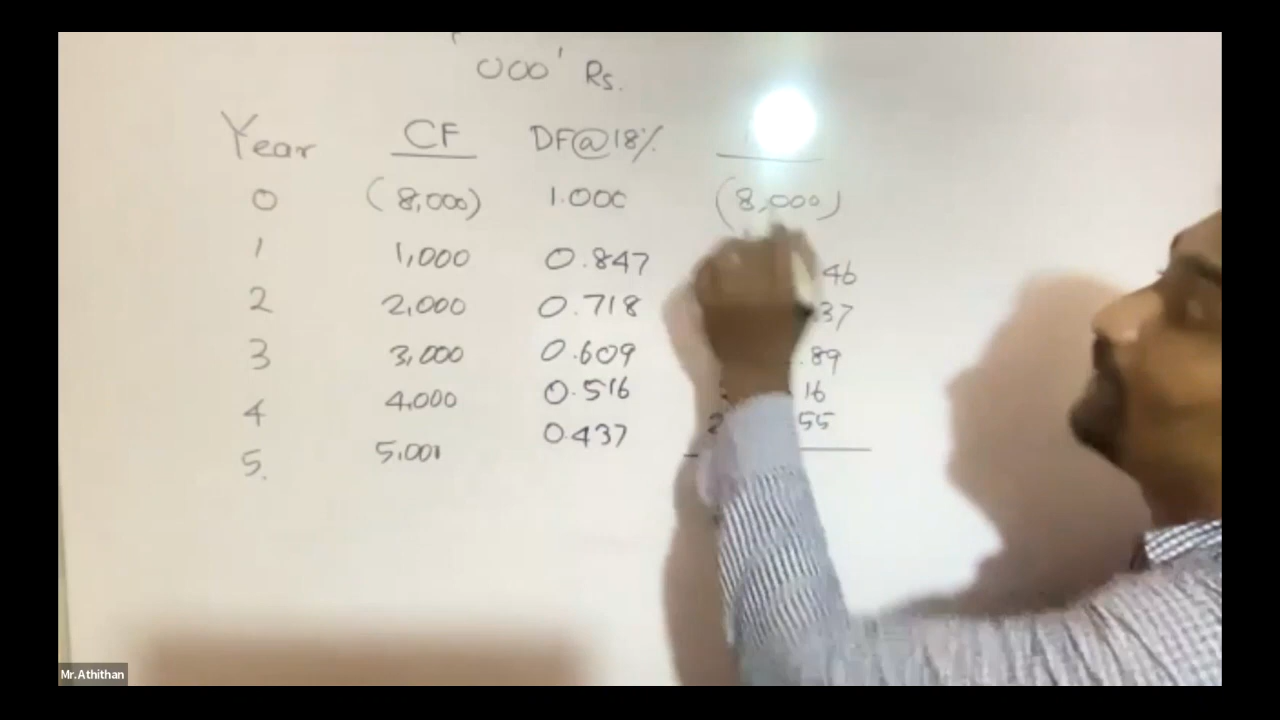 000' Rs.
Year CF DF@18%
0 (8,000) 1.000 (8,000)
1 1,000 0.847 46
2 2,000 0.718 37
3 3,000 0.609 .89
4 4,000 0.516 16
5. 5,000 0.437 2 55
Mr.Athithan